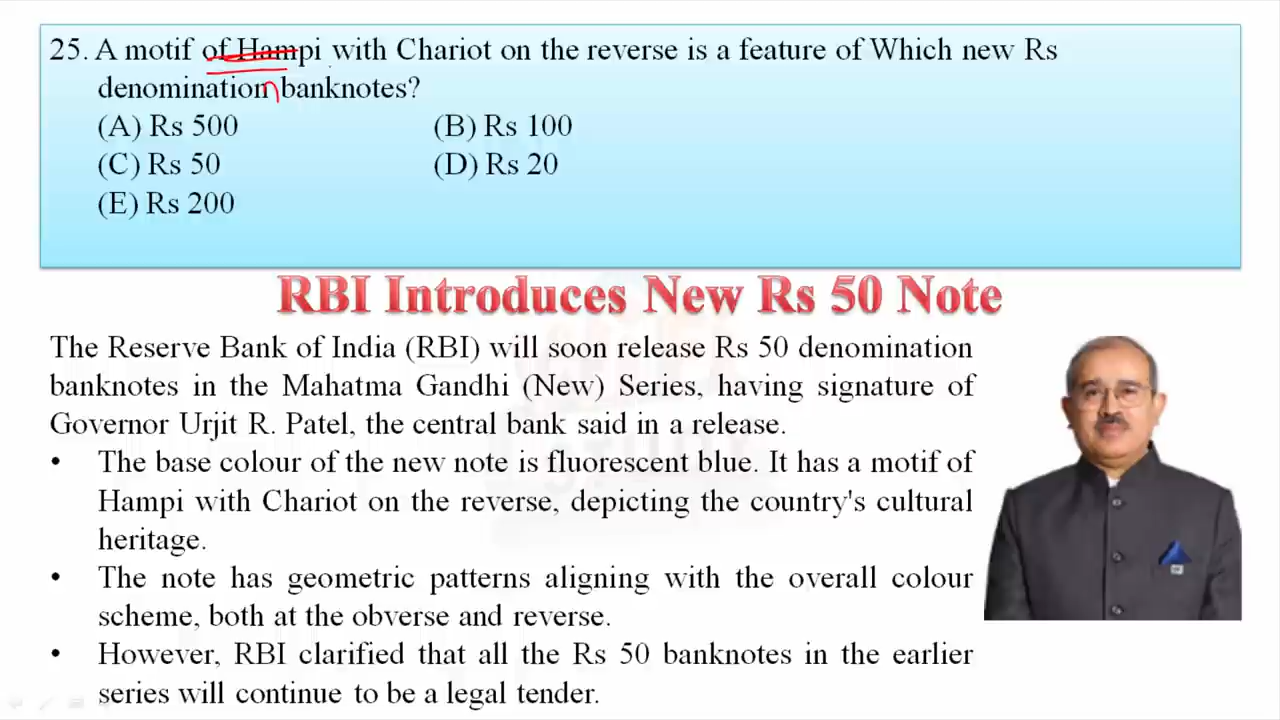 25. A motif of Hampi with Chariot on the reverse is a feature of Which new Rs
denomination banknotes?
(A) Rs 500 (B) Rs 100
(C) Rs 50 (D) Rs 20
(E) Rs 200
RBI Introduces New Rs 50 Note
The Reserve Bank of India (RBI) will soon release Rs 50 denomination
banknotes in the Mahatma Gandhi (New) Series, having signature of
Governor Urjit R. Patel, the central bank said in a release.
• The base colour of the new note is fluorescent blue. It has a motif of
Hampi with Chariot on the reverse, depicting the country's cultural
heritage.
• The note has geometric patterns aligning with the overall colour
scheme, both at the obverse and reverse.
• However, RBI clarified that all the Rs 50 banknotes in the earlier
series will continue to be a legal tender.